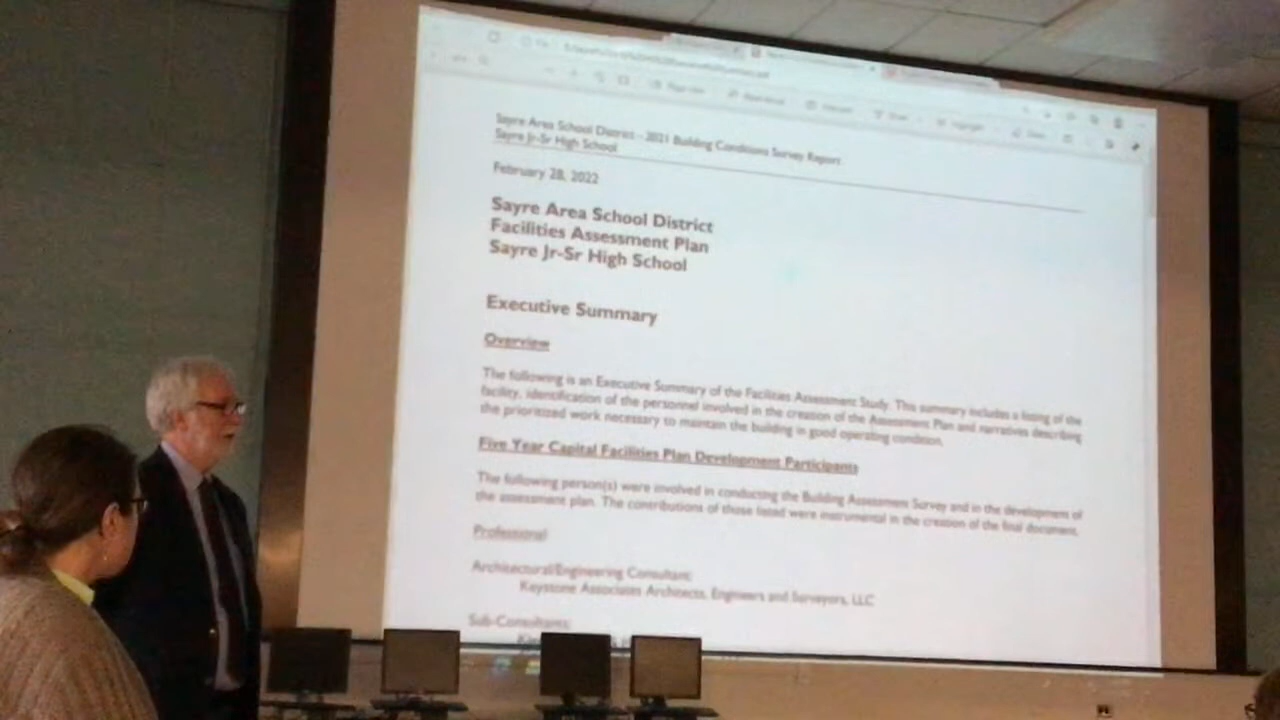 Sayre Area School District - 2021 Building Conditions Survey Report
Sayre Jr-Sr High School
February 28, 2022
Sayre Area School District
Facilities Assessment Plan
Sayre Jr-Sr High School
Executive Summary
Overview
The following is an Executive Summary of the Facilities Assessment Study. This summary includes a listing of the
facility, identification of the personnel involved in the creation of the Assessment Plan and narratives describing
the prioritized work necessary to maintain the building in good operating condition.
Five Year Capital Facilities Plan Development Participants
The following person(s) were involved in conducting the Building Assessment Survey and in the development of
the assessment plan. The contributions of those listed were instrumental in the creation of the final document.
Professional
Architectural/Engineering Consultant:
Keystone Associates Architects, Engineers and Surveyors, LLC
Sub-Consultants: